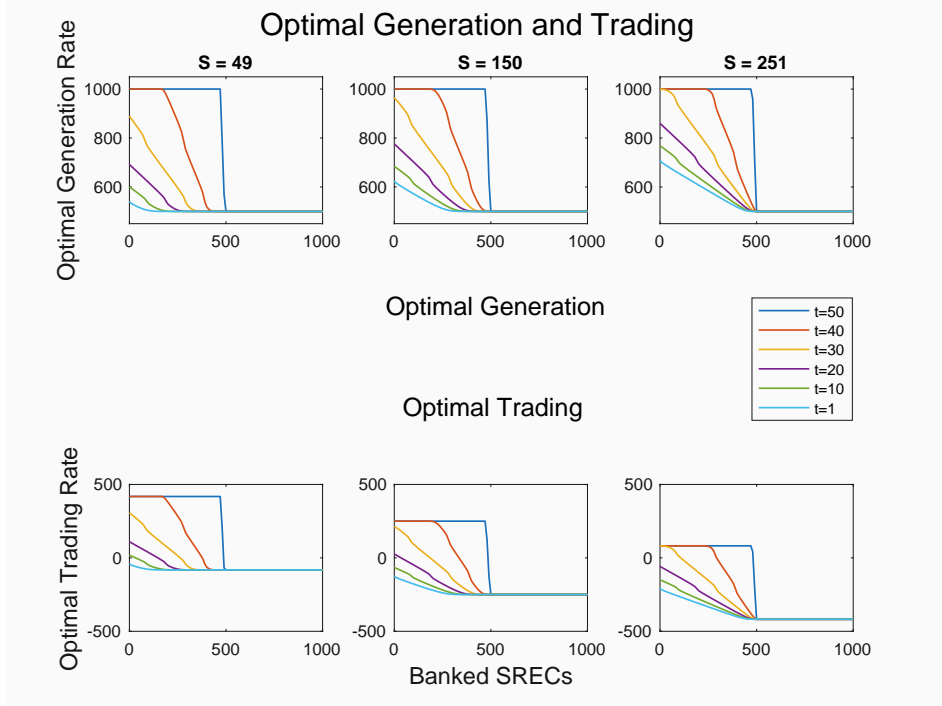 Optimal Generation and Trading
S = 49
S = 150
S = 251
Optimal Generation Rate
1000
800
600
0
500
1000
1000
800
600
0
500
1000
1000
800
600
0
500
1000
Optimal Generation
t=50
t=40
t=30
t=20
t=10
t=1
Optimal Trading
Optimal Trading Rate
500
0
-500
0
500
1000
500
0
-500
0
500
1000
500
0
-500
0
500
1000
Banked SRECs